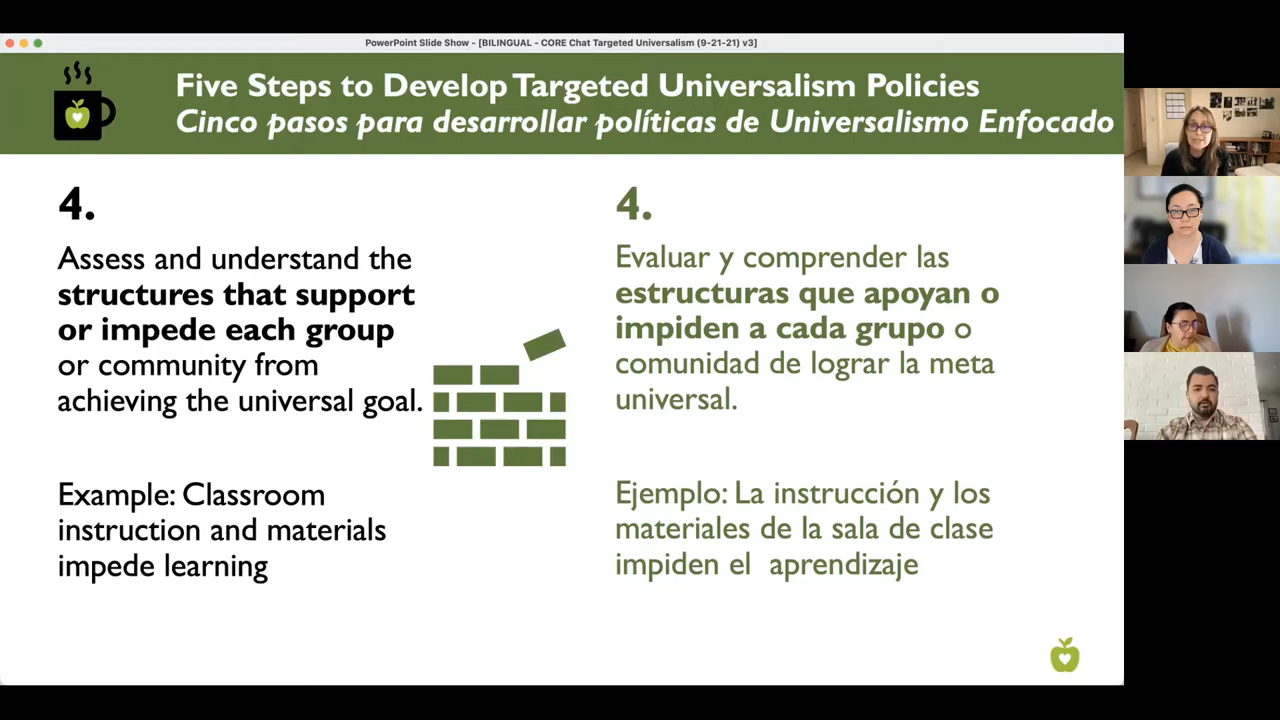 PowerPoint Slide Show - [BILINGUAL - CORE Chat Targeted Universalism (9-21-21) v3]
Five Steps to Develop Targeted Universalism Policies
Cinco pasos para desarrollar políticas de Universalismo Enfocado
4.
Assess and understand the
structures that support
or impede each group
or community from
achieving the universal goal.
Example: Classroom
instruction and materials
impede learning
4.
Evaluar y comprender las
estructuras que apoyan o
impiden a cada grupo o
comunidad de lograr la meta
universal.
Ejemplo: La instrucción y los
materiales de la sala de clase
impiden el  aprendizaje